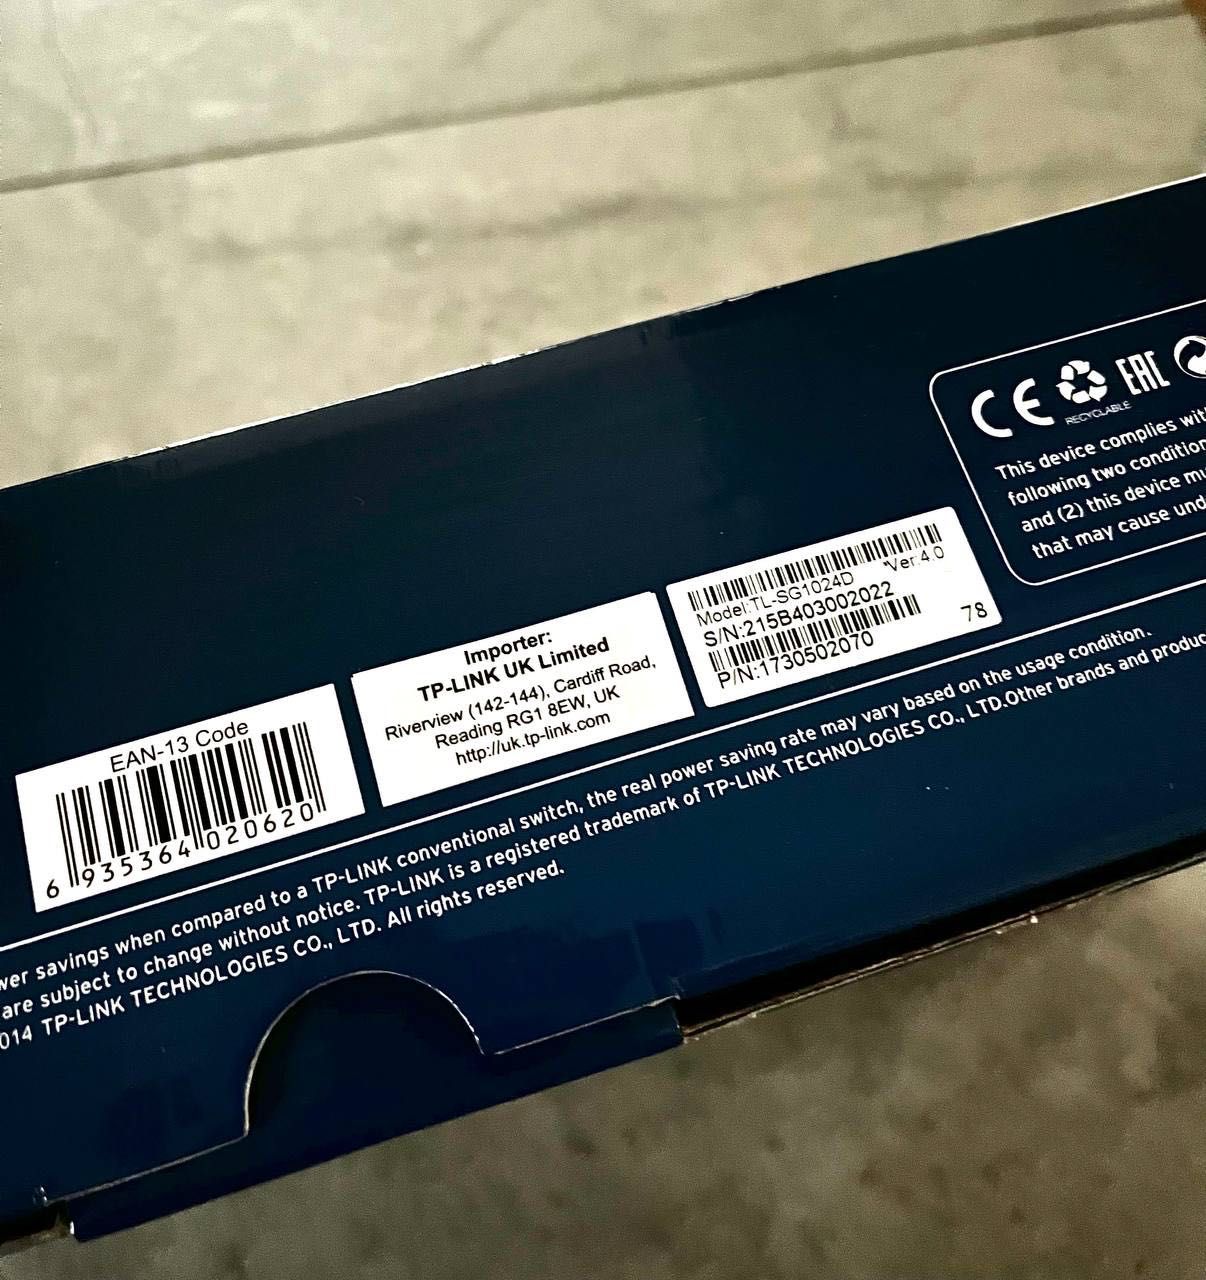 CE
RECYCLABLE
EAC
This device complies with
following two condition
and (2) this device mu
that may cause und
Model:TL-SG1024D Ver:4.0
S/N:215B403002022
P/N:1730502070
78
Importer:
TP-LINK UK Limited
Riverview (142-144), Cardiff Road,
Reading RG1 8EW, UK
http://uk.tp-link.com
EAN-13 Code
6 935364 020620
wer savings when compared to a TP-LINK conventional switch, the real power saving rate may vary based on the usage condition.
are subject to change without notice. TP-LINK is a registered trademark of TP-LINK TECHNOLOGIES CO., LTD.Other brands and produc
014 TP-LINK TECHNOLOGIES CO., LTD. All rights reserved.